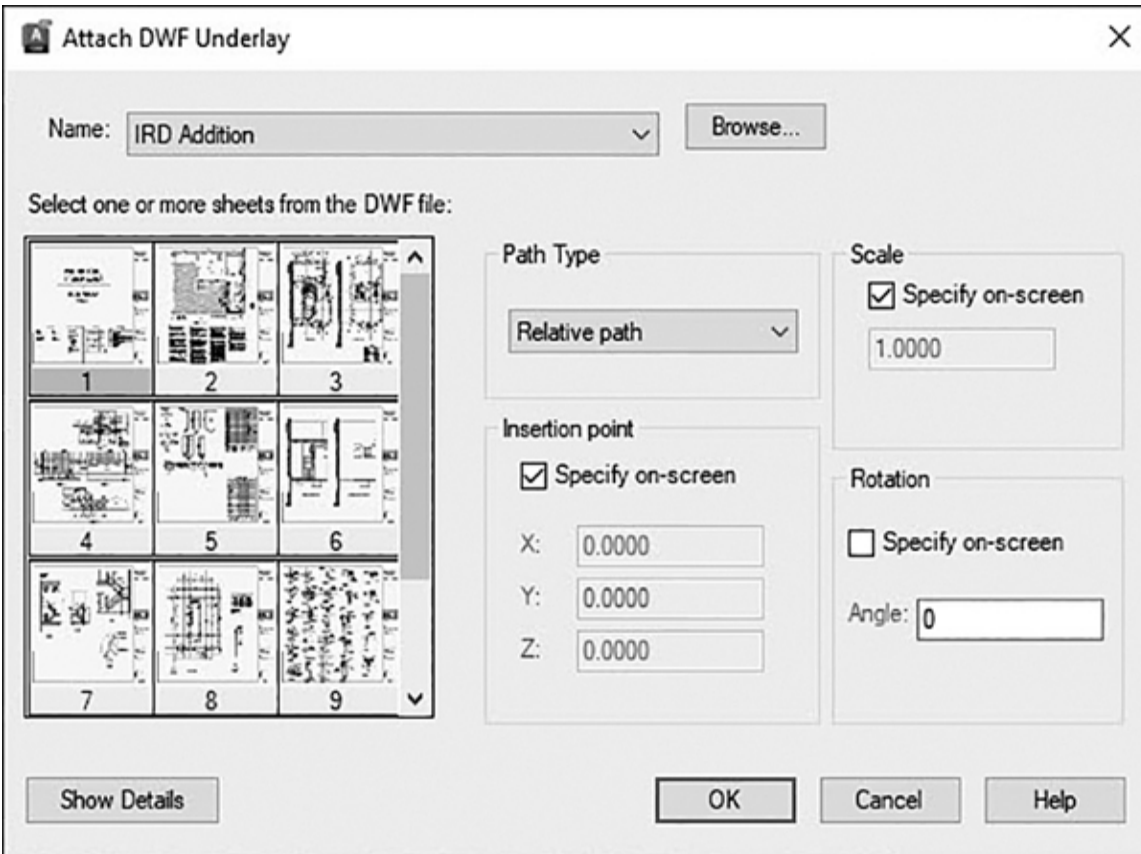 Attach DWF Underlay
Name: IRD Addition Browse...
Select one or more sheets from the DWF file:
1 2 3
4 5 6
7 8 9
Path Type
Relative path
Insertion point
Specify on-screen
X: 0.0000
Y: 0.0000
Z: 0.0000
Scale
Specify on-screen
1.0000
Rotation
Specify on-screen
Angle: 0
Show Details OK Cancel Help